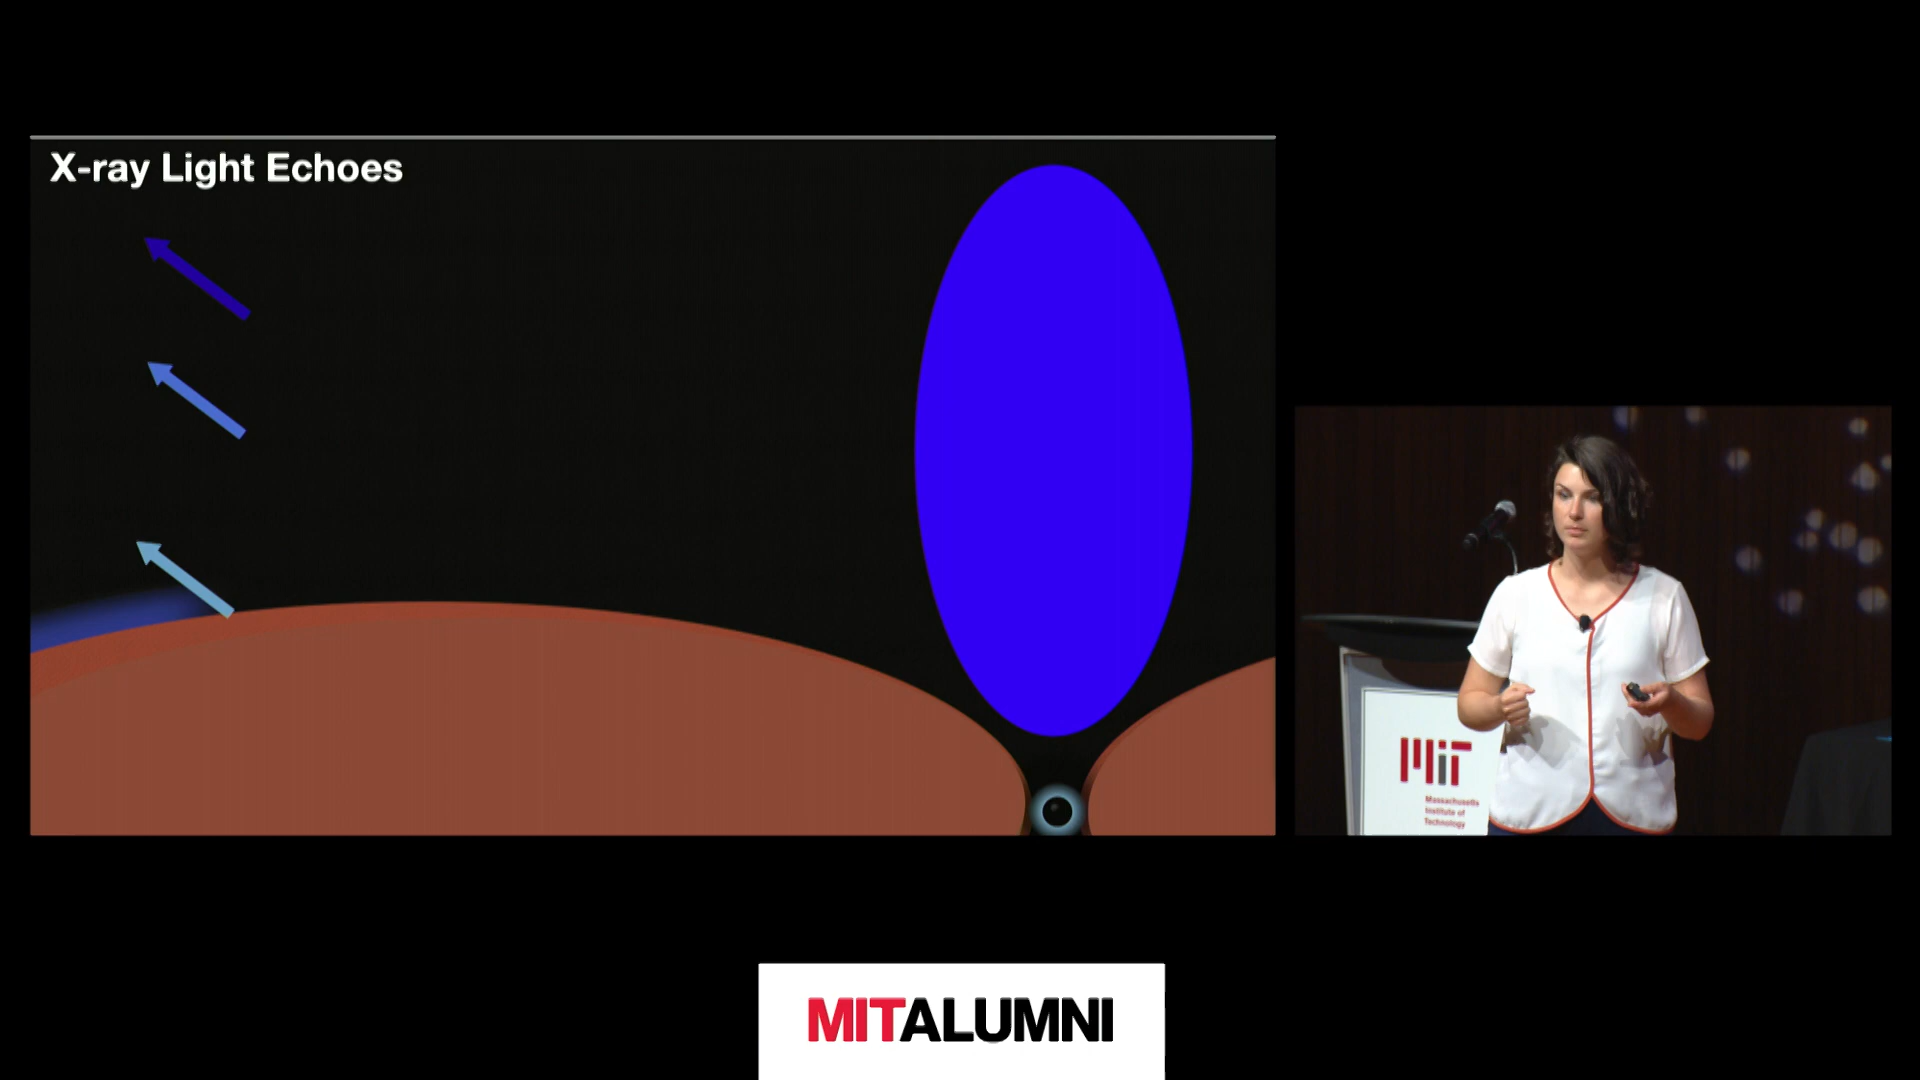 X-ray Light Echoes
MIT
Massachusetts
Institute of
Technology
MITALUMNI